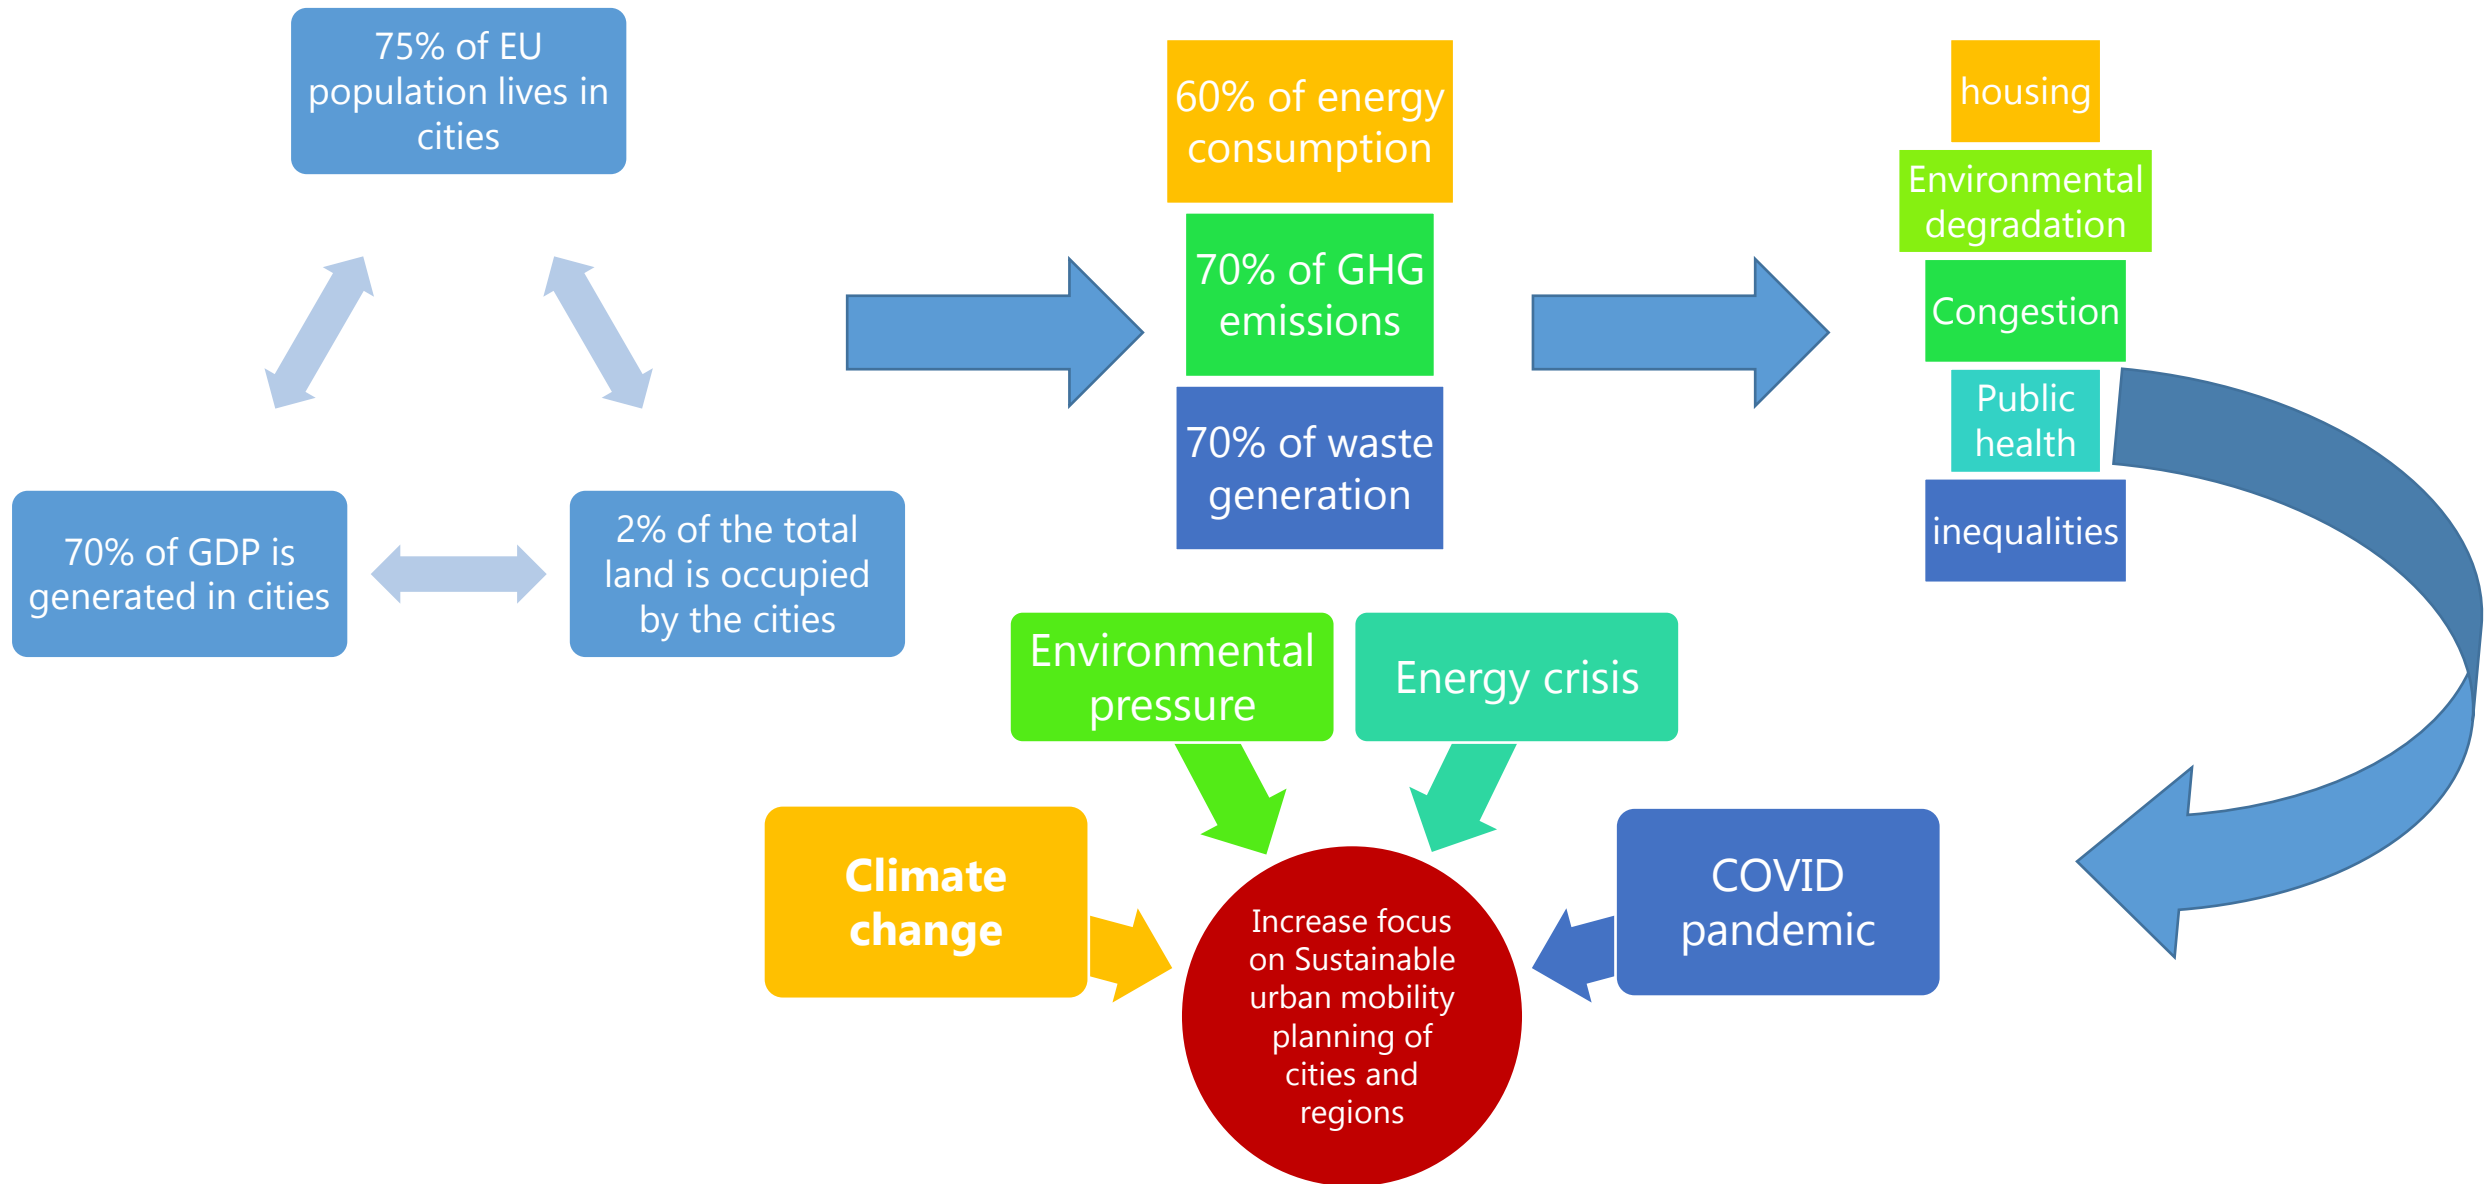 75% of EU
population lives in
cities
70% of GDP is
generated in cities
2% of the total
land is occupied
by the cities
60% of energy
consumption
70% of GHG
emissions
70% of waste
generation
housing
Environmental
degradation
Congestion
Public
health
inequalities
Climate
change
Environmental
pressure
Energy crisis
COVID
pandemic
Increase focus
on Sustainable
urban mobility
planning of
cities and
regions